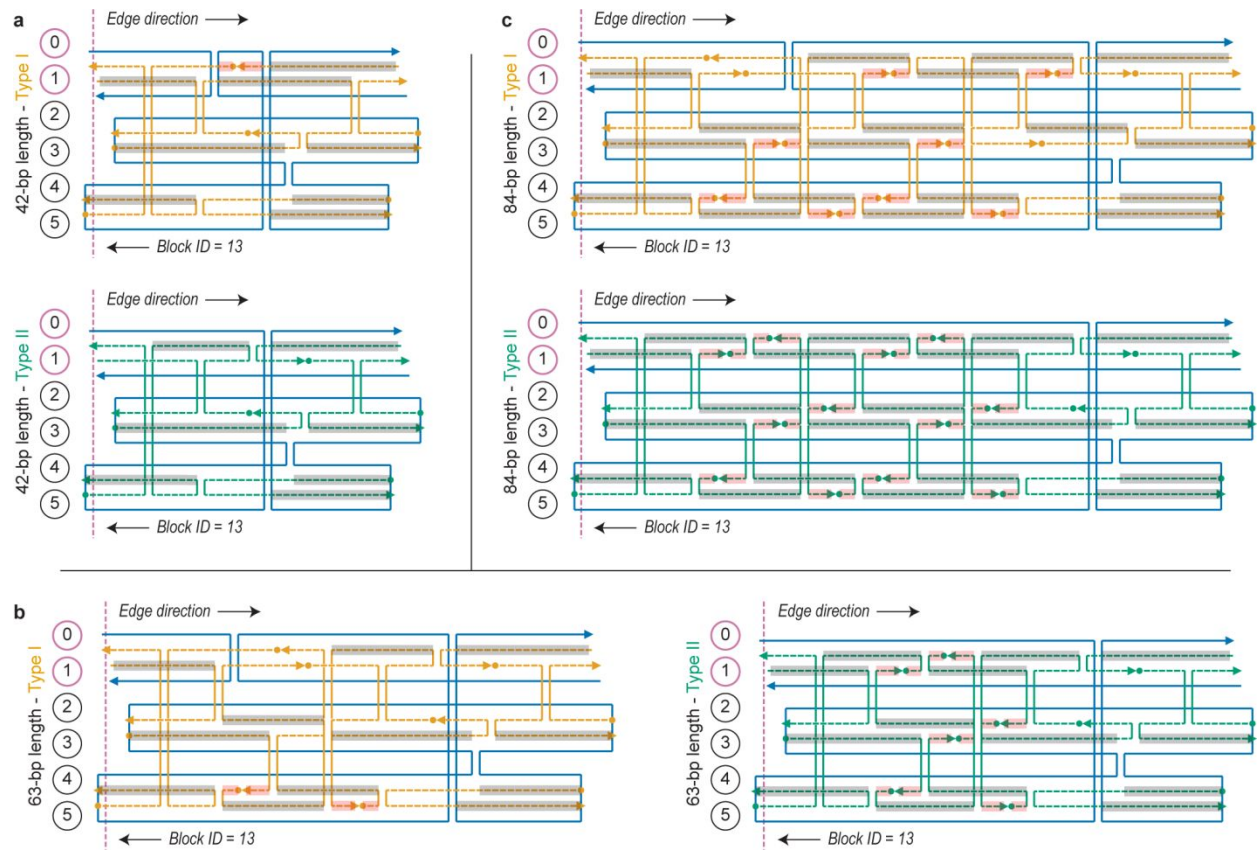 a
Edge direction
42-bp length - Type I
0
1
2
3
4
5
Block ID = 13
Edge direction
42-bp length - Type II
0
1
2
3
4
5
Block ID = 13
c
Edge direction
84-bp length - Type I
0
1
2
3
4
5
Block ID = 13
Edge direction
84-bp length - Type II
0
1
2
3
4
5
Block ID = 13
b
Edge direction
63-bp length - Type I
0
1
2
3
4
5
Block ID = 13
Edge direction
63-bp length - Type II
0
1
2
3
4
5
Block ID = 13